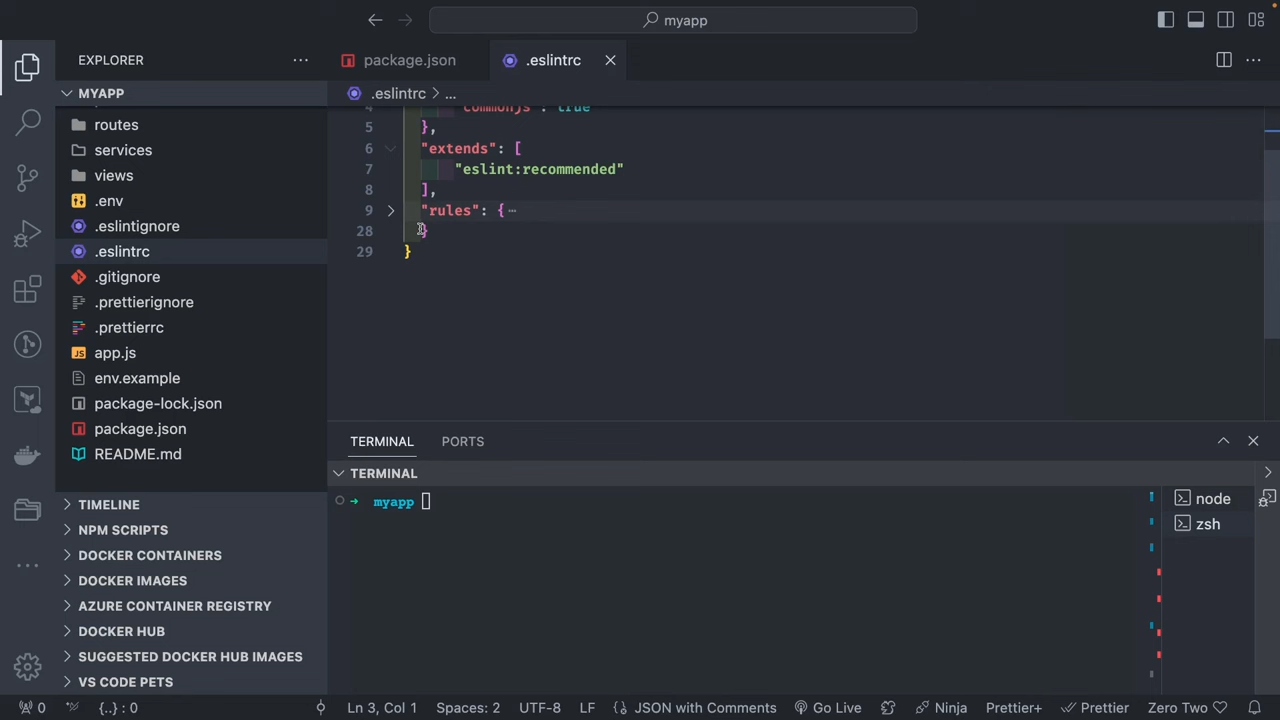 myapp
EXPLORER
package.json
.eslintrc
MYAPP
.eslintrc > ...
routes
services
views
.env
.eslintignore
.eslintrc
.gitignore
.prettierignore
.prettierrc
JS app.js
env.example
package-lock.json
package.json
README.md
TIMELINE
NPM SCRIPTS
DOCKER CONTAINERS
DOCKER IMAGES
AZURE CONTAINER REGISTRY
DOCKER HUB
SUGGESTED DOCKER HUB IMAGES
VS CODE PETS
4 "commonjs": true
5 },
6 "extends": [
7 "eslint:recommended"
8 ],
9 "rules": { ⋯
28 }
29 }
TERMINAL PORTS
TERMINAL
→ myapp
node
zsh
0 {..} : 0 Ln 3, Col 1 Spaces: 2 UTF-8 LF JSON with Comments Go Live Ninja Prettier+ Prettier Zero Two